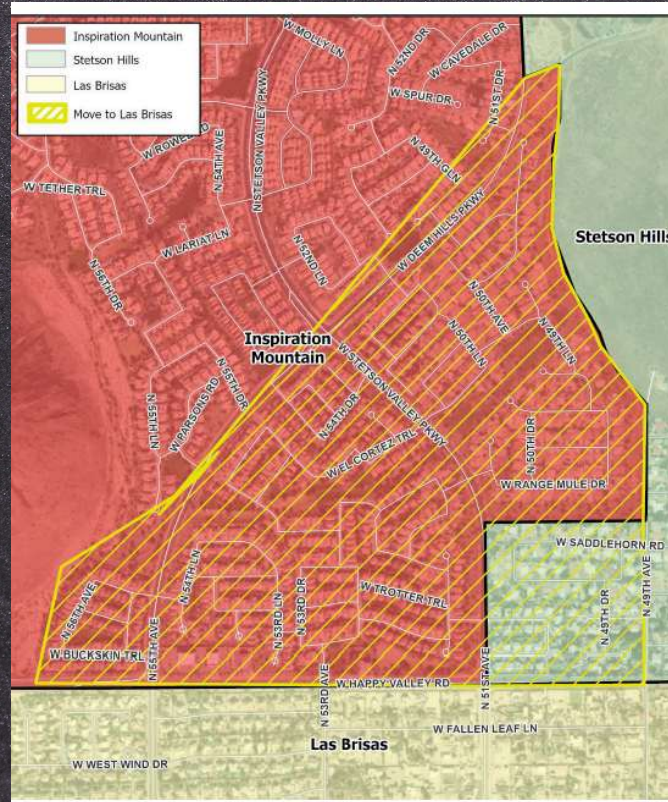 Inspiration Mountain
Stetson Hills
Las Brisas
Move to Las Brisas
W MOLLY LN
N 52ND DR
W CAVEDALE DR
W SPUR DR
N 51ST DR
N STETSON VALLEY PKWY
N 54TH AVE
N 49TH GLN
W TETHER TRL
W LARIAT LN
N 52ND LN
W DEEM HILLS PKWY
Stetson Hills
N 56TH DR
N 50TH AVE
N 49TH LN
N 50TH LN
Inspiration
Mountain
W STETSON VALLEY PKWY
N 55TH DR
W PARSONS RD
N 55TH LN
N 54TH DR
W EL CORTEZ TRL
N 50TH DR
W RANGE MULE DR
W SADDLEHORN RD
N 54TH LN
N 53RD LN
N 53RD DR
W TROTTER TRL
N 49TH DR
N 49TH AVE
N 56TH AVE
W BUCKSKIN TRL
N 55TH AVE
N 53RD AVE
W HAPPY VALLEY RD
N 51ST AVE
W FALLEN LEAF LN
Las Brisas
W WEST WIND DR